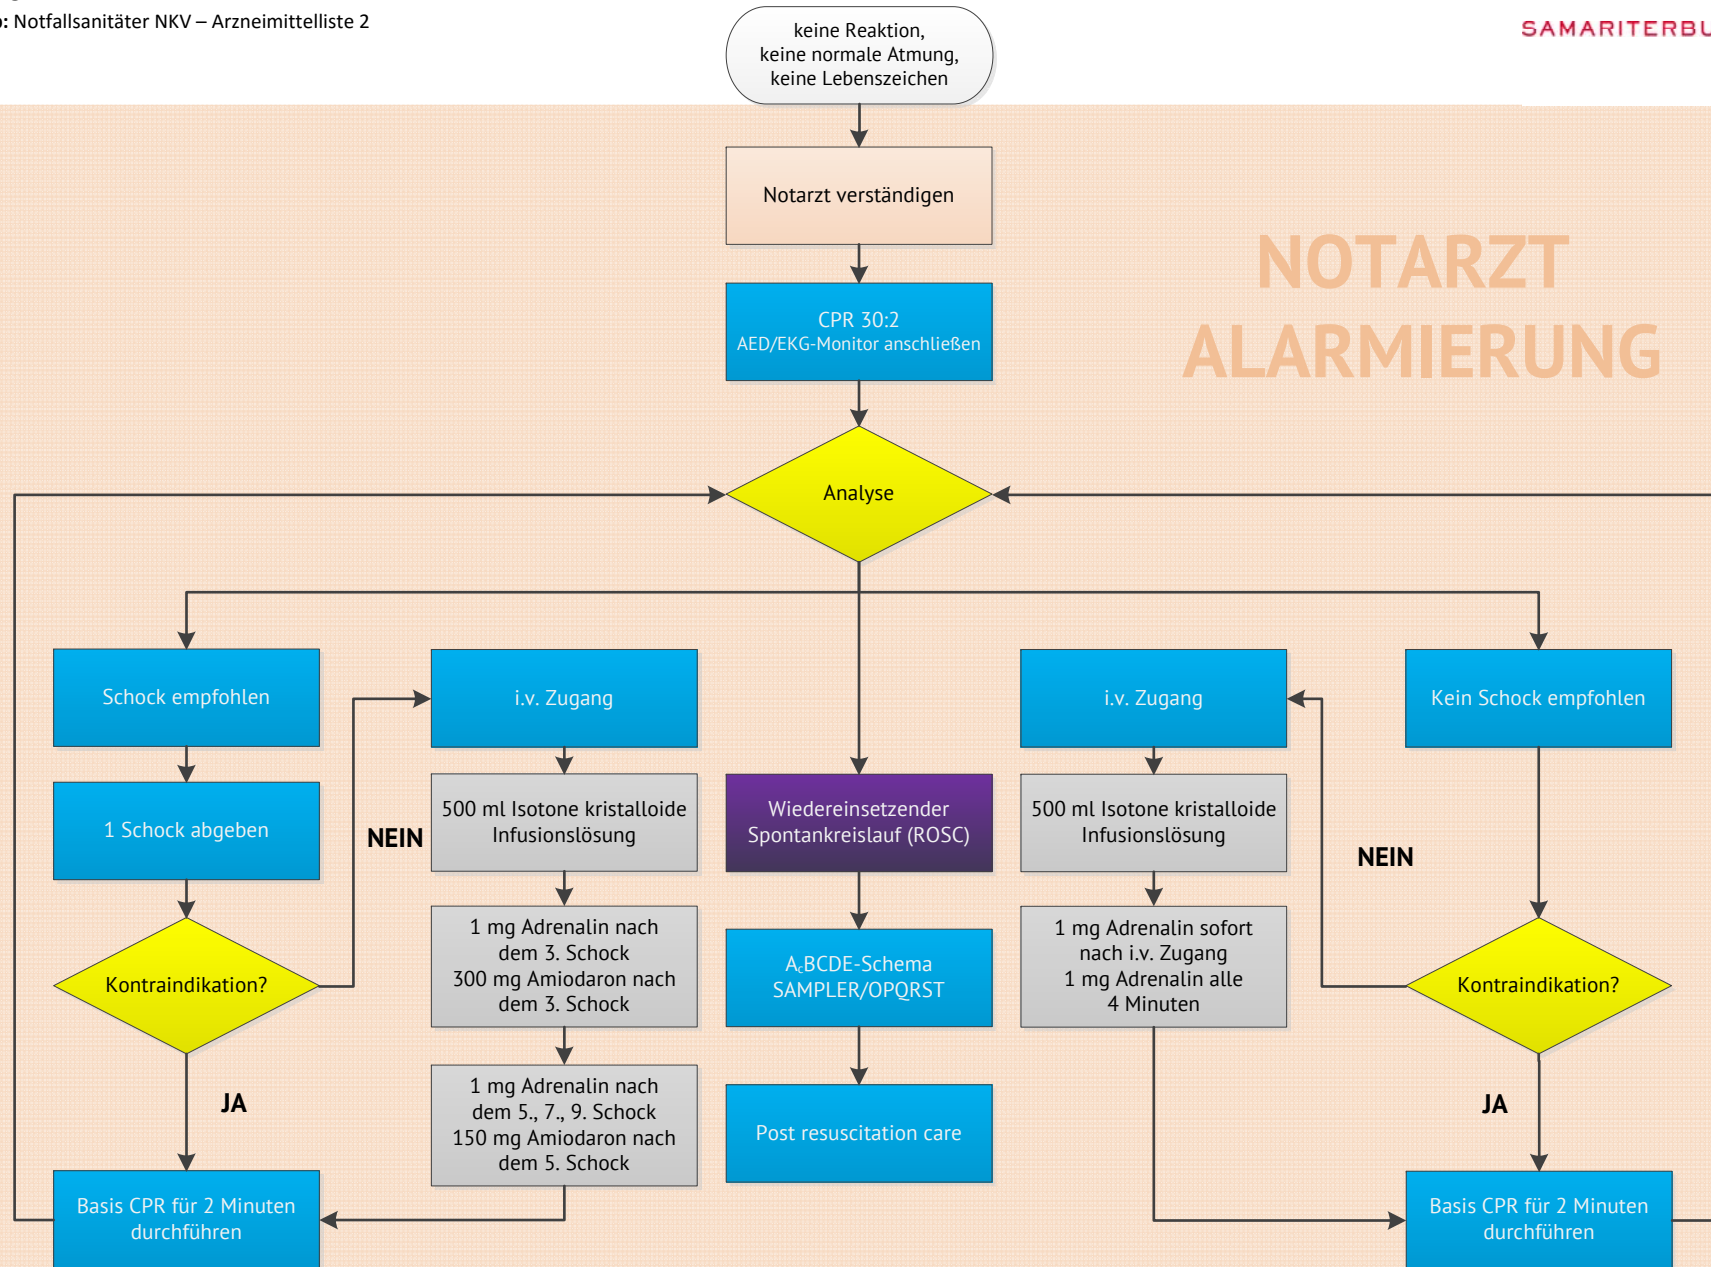 Notfallsanitäter NKV – Arzneimittelliste 2
SAMARITERBU
keine Reaktion,
keine normale Atmung,
keine Lebenszeichen
Notarzt verständigen
NOTARZT
ALARMIERUNG
CPR 30:2
AED/EKG-Monitor anschließen
Analyse
Schock empfohlen
1 Schock abgeben
Kontraindikation?
NEIN
JA
Basis CPR für 2 Minuten
durchführen
i.v. Zugang
500 ml Isotone kristalloide
Infusionslösung
1 mg Adrenalin nach
dem 3. Schock
300 mg Amiodaron nach
dem 3. Schock
1 mg Adrenalin nach
dem 5., 7., 9. Schock
150 mg Amiodaron nach
dem 5. Schock
Wiedereinsetzender
Spontankreislauf (ROSC)
AcBCDE-Schema
SAMPLER/OPQRST
Post resuscitation care
i.v. Zugang
500 ml Isotone kristalloide
Infusionslösung
1 mg Adrenalin sofort
nach i.v. Zugang
1 mg Adrenalin alle
4 Minuten
Kein Schock empfohlen
NEIN
Kontraindikation?
JA
Basis CPR für 2 Minuten
durchführen